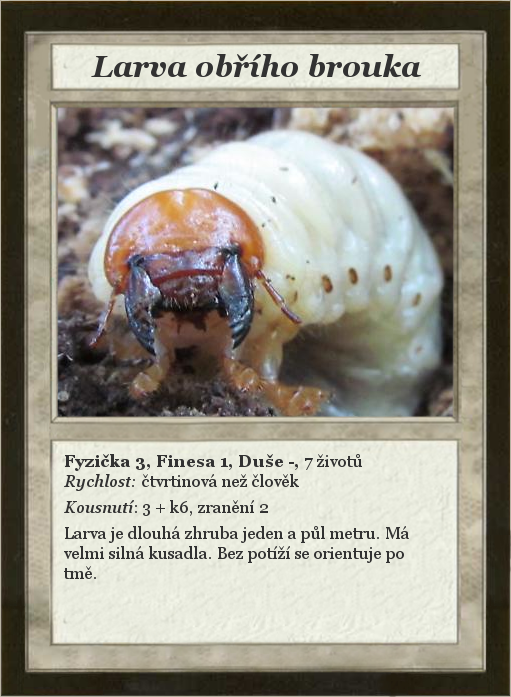 Larva obřího brouka
Fyzička 3, Finesa 1, Duše -, 7 životů
Rychlost: čtvrtinová než člověk
Kousnutí: 3 + k6, zranění 2
Larva je dlouhá zhruba jeden a půl metru. Má
velmi silná kusadla. Bez potíží se orientuje po
tmě.